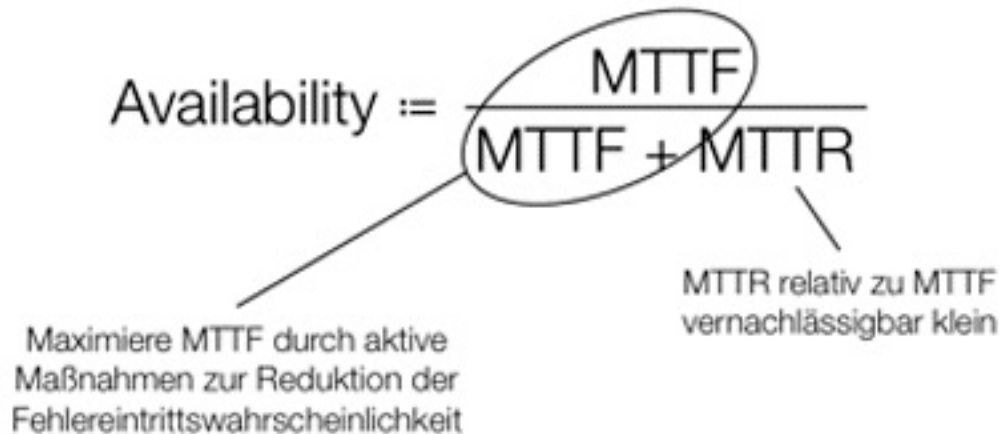 Availability := MTTF
MTTF + MTTR
MTTR relativ zu MTTF
vernachlässigbar klein
Maximiere MTTF durch aktive
Maßnahmen zur Reduktion der
Fehlereintrittswahrscheinlichkeit